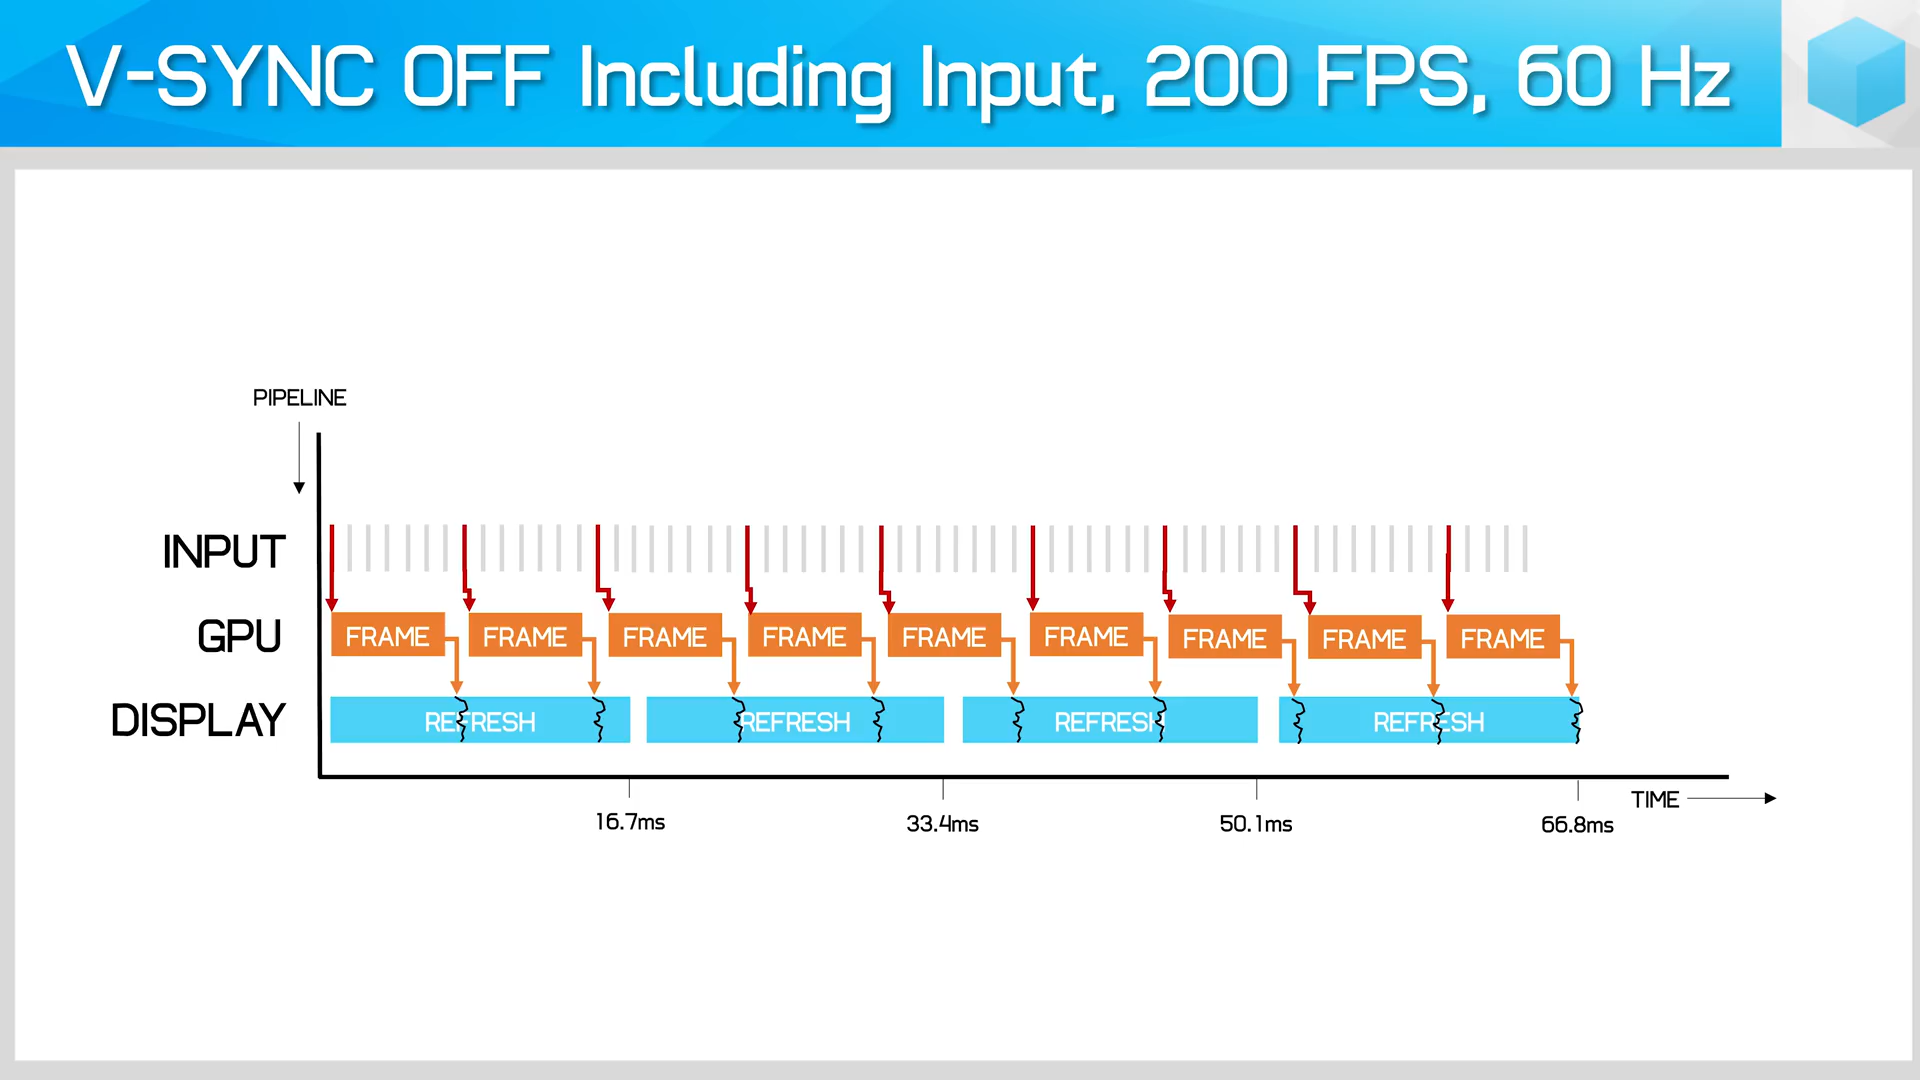 V-SYNC OFF Including Input, 200 FPS, 60 Hz
PIPELINE
INPUT
GPU FRAME FRAME FRAME FRAME FRAME FRAME FRAME FRAME FRAME
DISPLAY REFRESH REFRESH REFRESH REFRESH
TIME
16.7ms 33.4ms 50.1ms 66.8ms